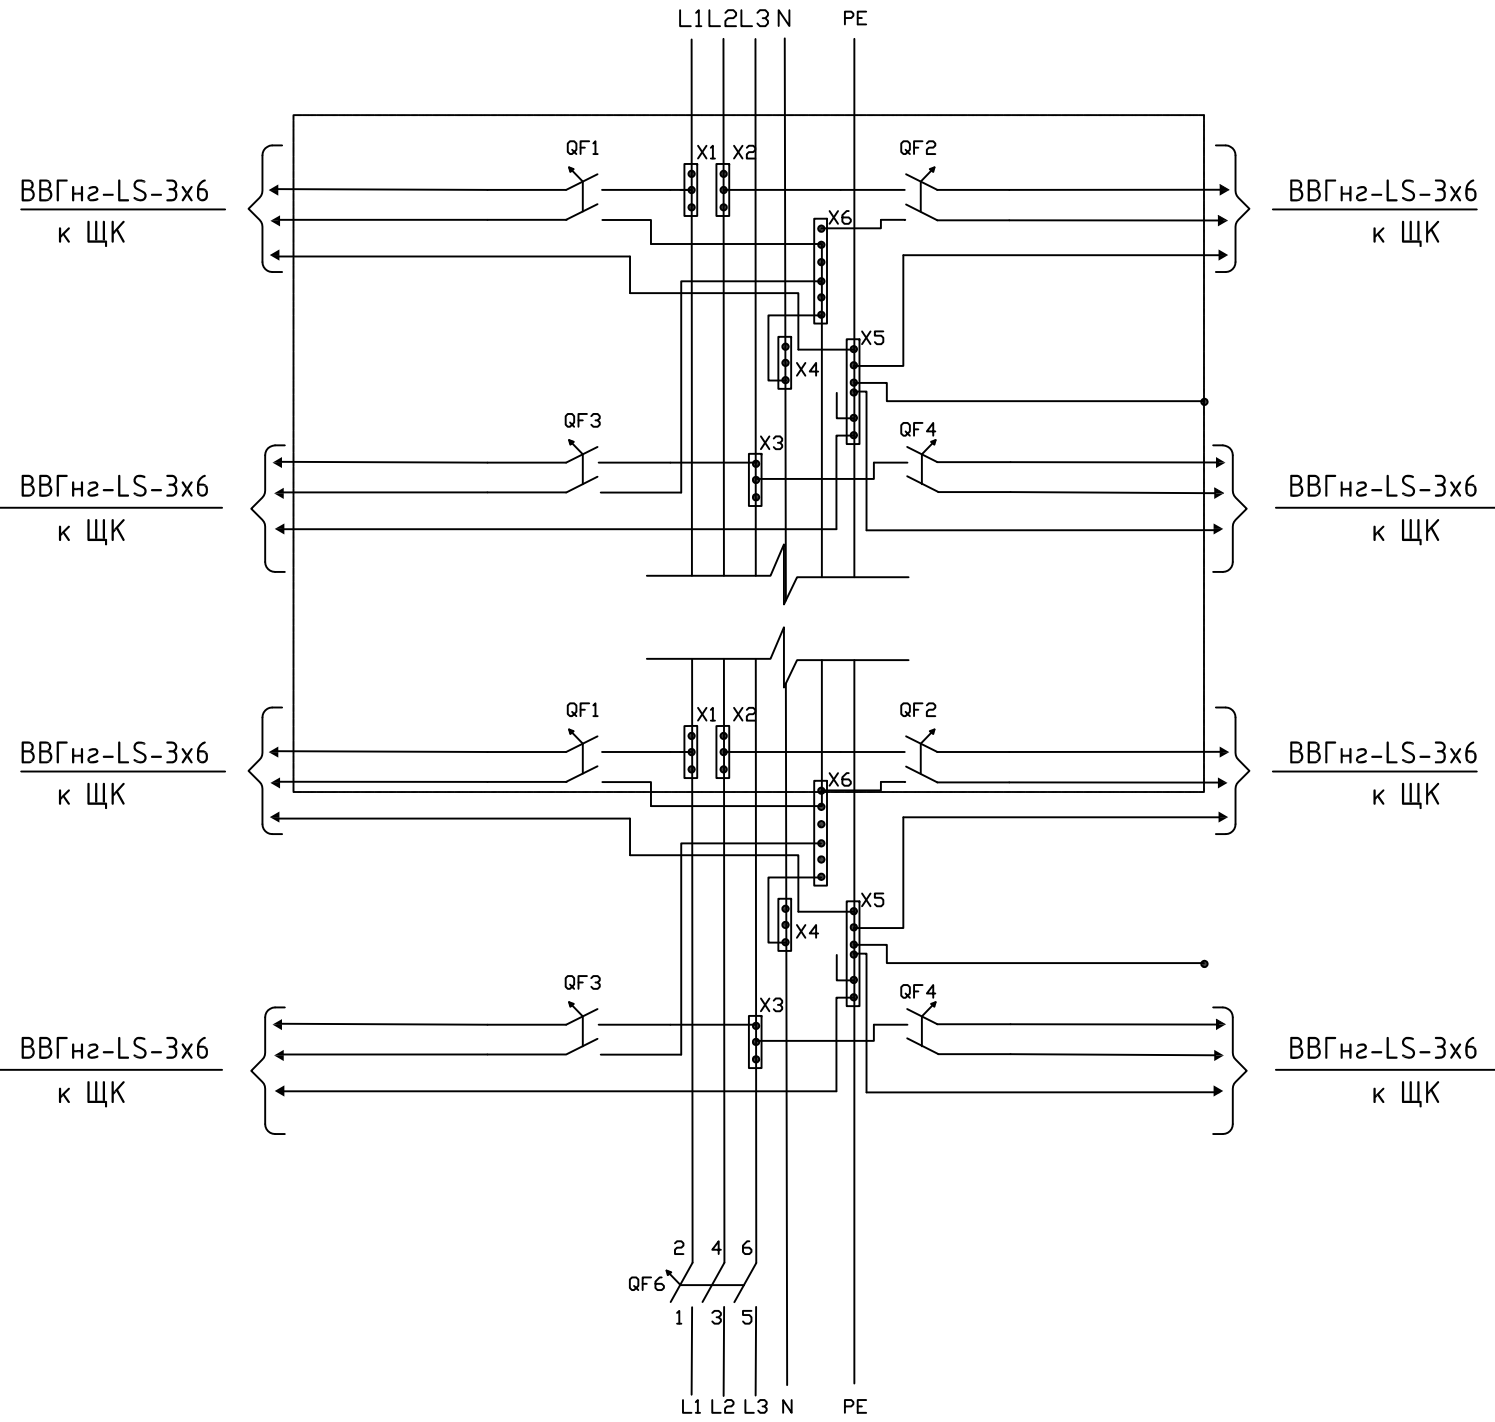 L1 L2 L3 N PE
QF1 X1 X2 QF2
ВВГнг-LS-3х6 ВВГнг-LS-3х6
к ЩК X6 к ЩК
X5
X4
QF3 X3 QF4
ВВГнг-LS-3х6 ВВГнг-LS-3х6
к ЩК к ЩК
QF1 X1 X2 QF2
ВВГнг-LS-3х6 ВВГнг-LS-3х6
к ЩК X6 к ЩК
X5
X4
QF3 X3 QF4
ВВГнг-LS-3х6 ВВГнг-LS-3х6
к ЩК к ЩК
2 4 6
QF6
1 3 5
L1 L2 L3 N PE